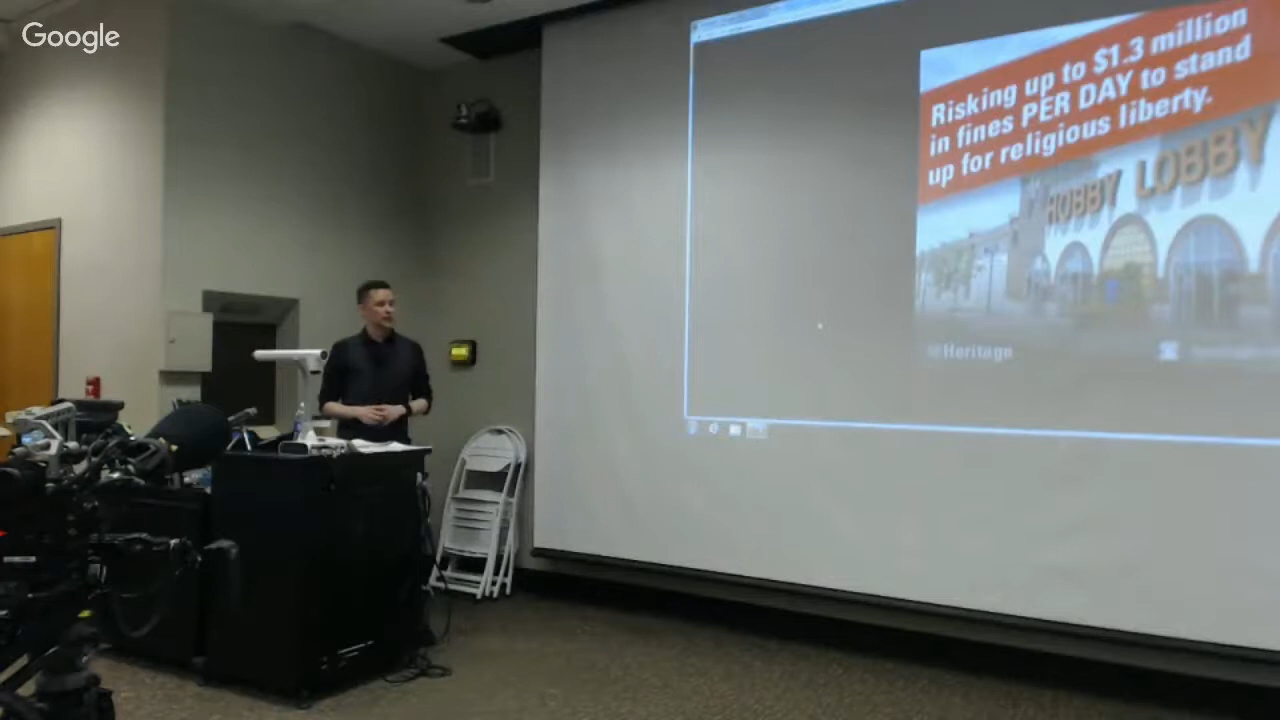 Google
Risking up to $1.3 million
in fines PER DAY to stand
up for religious liberty.
HOBBY LOBBY
@Heritage